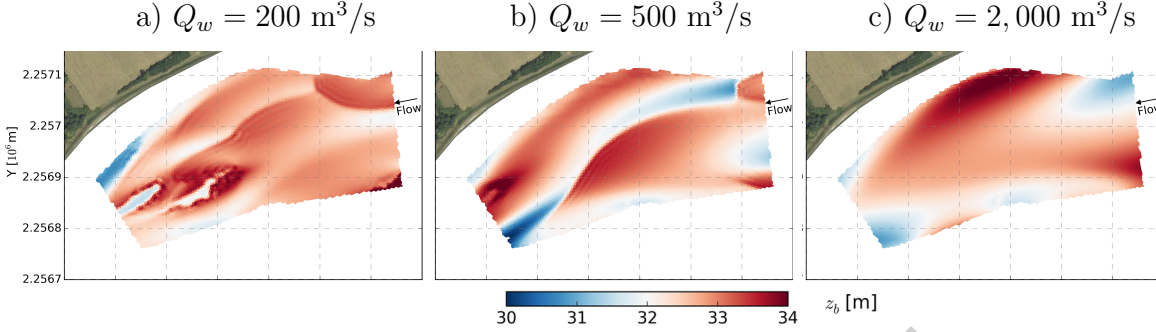 a) Q_w = 200 m³/s
b) Q_w = 500 m³/s
c) Q_w = 2,000 m³/s
2.2571
2.257
2.2569
2.2568
2.2567
Y [10⁶ m]
Flow
Flow
Flow
30 31 32 33 34
z_b [m]